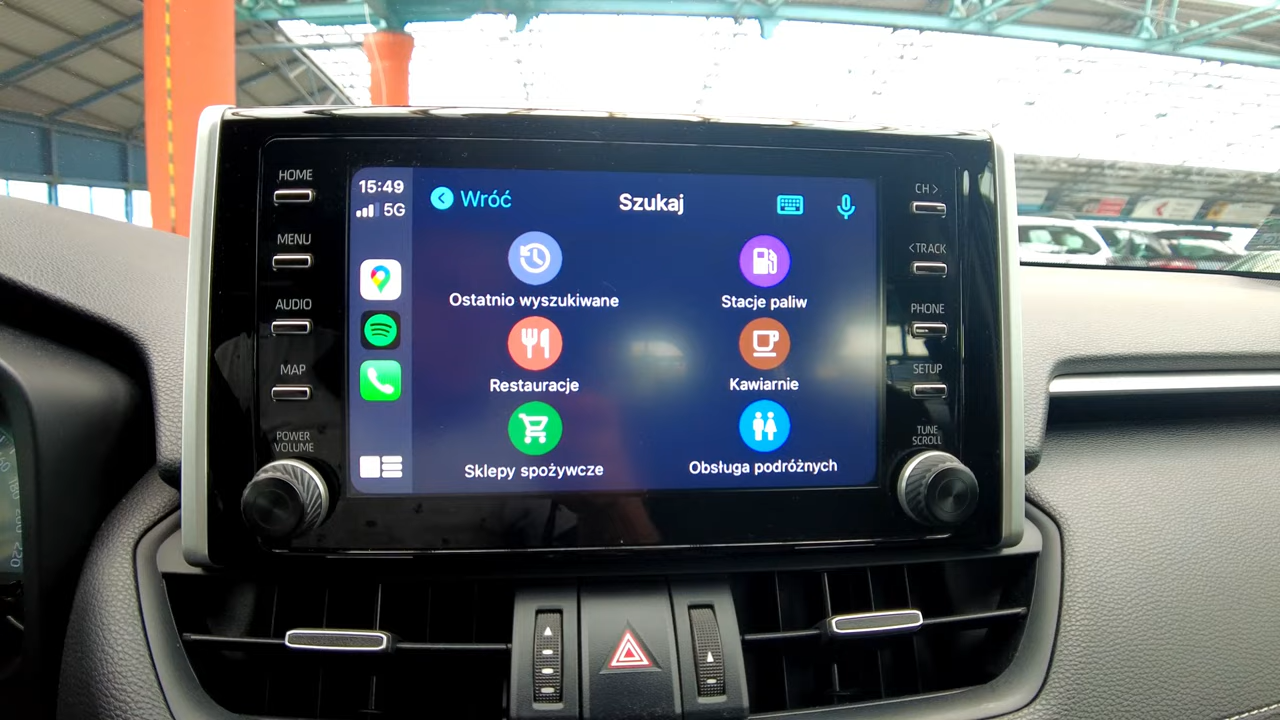 HOME
MENU
AUDIO
MAP
POWER
VOLUME
15:49
5G
Wróć
Szukaj
Ostatnio wyszukiwane
Stacje paliw
Restauracje
Kawiarnie
Sklepy spożywcze
Obsługa podróżnych
CH >
< TRACK
PHONE
SETUP
TUNE
SCROLL
220